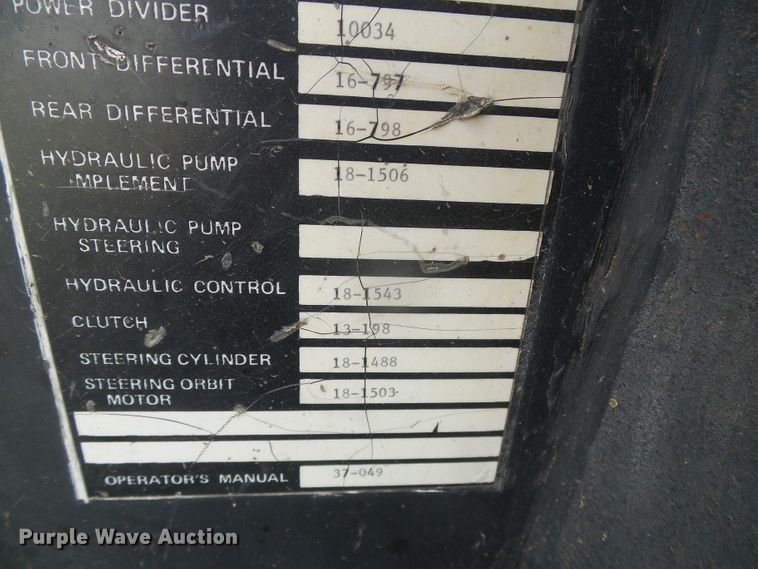 POWER DIVIDER 10034
FRONT DIFFERENTIAL 16-797
REAR DIFFERENTIAL 16-798
HYDRAULIC PUMP 18-1506
MPLEMENT
HYDRAULIC PUMP
STEERING
HYDRAULIC CONTROL 18-1543
CLUTCH 13-198
STEERING CYLINDER 18-1488
STEERING ORBIT 18-1503
MOTOR
OPERATOR'S MANUAL 37-049
Purple Wave Auction